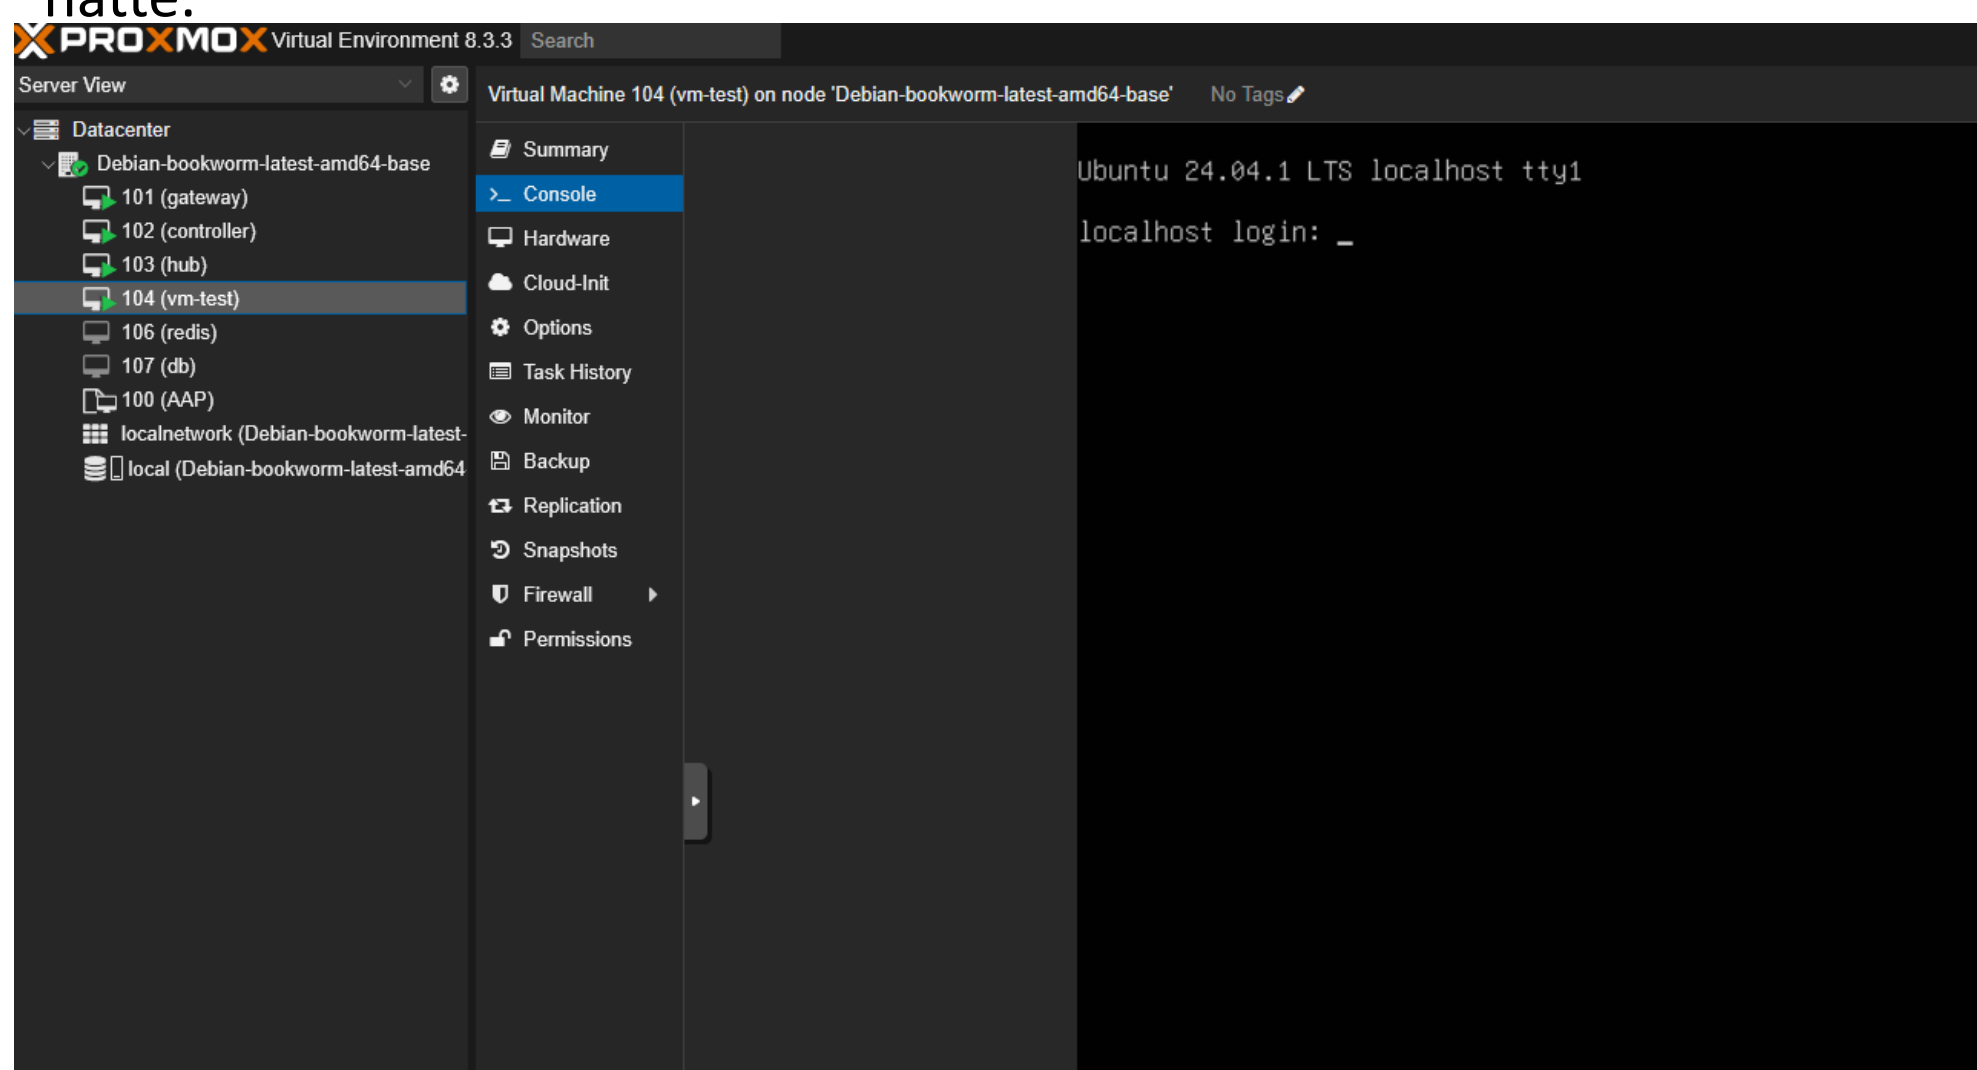 hatte.
PROXMOX Virtual Environment 8.3.3 Search
Server View
Virtual Machine 104 (vm-test) on node 'Debian-bookworm-latest-amd64-base' No Tags
Datacenter
Debian-bookworm-latest-amd64-base
101 (gateway)
102 (controller)
103 (hub)
104 (vm-test)
106 (redis)
107 (db)
100 (AAP)
localnetwork (Debian-bookworm-latest-
local (Debian-bookworm-latest-amd64
Summary
>_ Console
Hardware
Cloud-Init
Options
Task History
Monitor
Backup
Replication
Snapshots
Firewall
Permissions
Ubuntu 24.04.1 LTS localhost tty1
localhost login: _